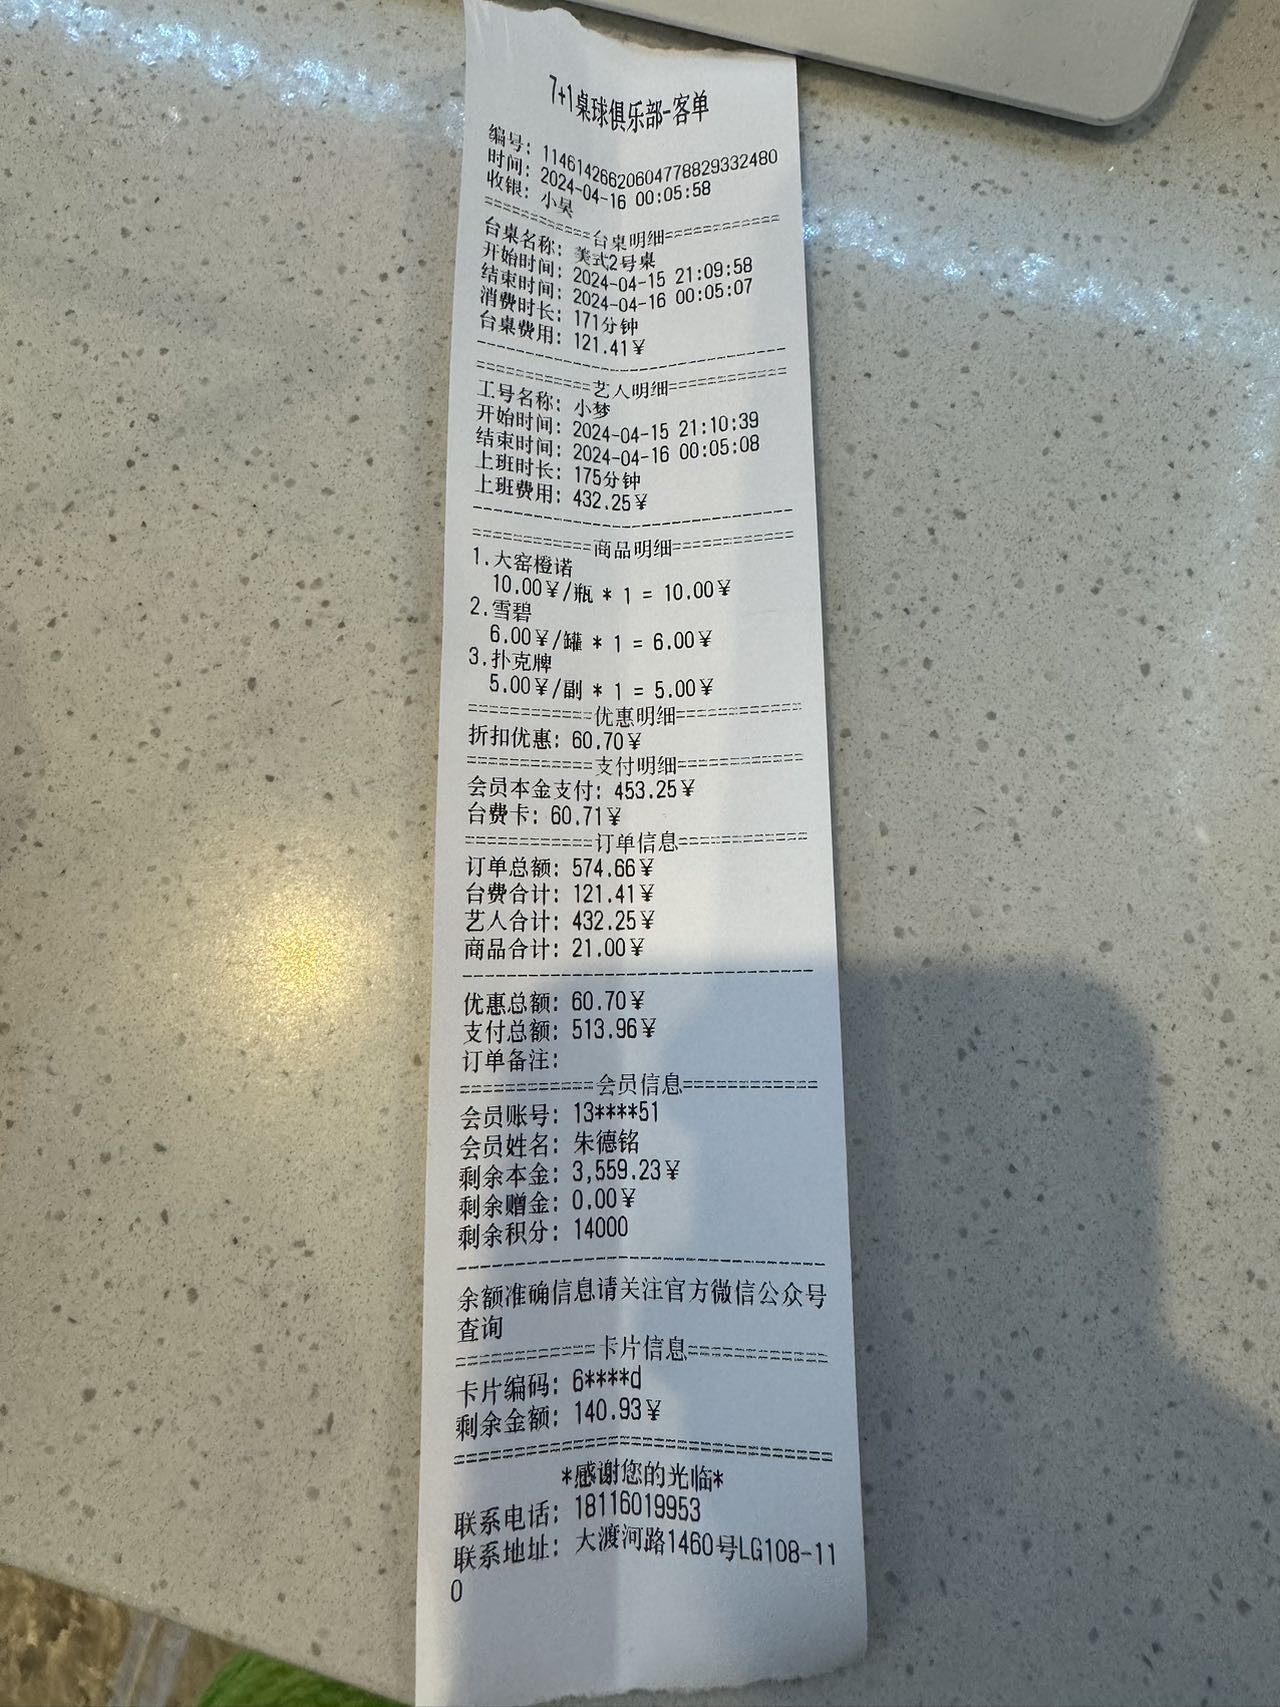 7+1桌球俱乐部-客单
编号: 1146142662060477882933​2480
时间: 2024-04-16 00:05:58
收银: 小昊
============台桌明细============
台桌名称: 美式2号桌
开始时间: 2024-04-15 21:09:58
结束时间: 2024-04-16 00:05:07
消费时长: 171分钟
台桌费用: 121.41¥
--------------------------------
============艺人明细============
工号名称: 小梦
开始时间: 2024-04-15 21:10:39
结束时间: 2024-04-16 00:05:08
上班时长: 175分钟
上班费用: 432.25¥
--------------------------------
============商品明细============
1.大窑橙诺
10.00¥/瓶 * 1 = 10.00¥
2.雪碧
6.00¥/罐 * 1 = 6.00¥
3.扑克牌
5.00¥/副 * 1 = 5.00¥
============优惠明细============
折扣优惠: 60.70¥
============支付明细============
会员本金支付: 453.25¥
台费卡: 60.71¥
============订单信息============
订单总额: 574.66¥
台费合计: 121.41¥
艺人合计: 432.25¥
商品合计: 21.00¥
--------------------------------
优惠总额: 60.70¥
支付总额: 513.96¥
订单备注:
============会员信息============
会员账号: 13****51
会员姓名: 朱德铭
剩余本金: 3,559.23¥
剩余赠金: 0.00¥
剩余积分: 14000
--------------------------------
余额准确信息请关注官方微信公众号
查询
============卡片信息============
卡片编码: 6****d
剩余金额: 140.93¥
================================
*感谢您的光临*
联系电话: 18116019953
联系地址: 大渡河路1460号LG108-11
0